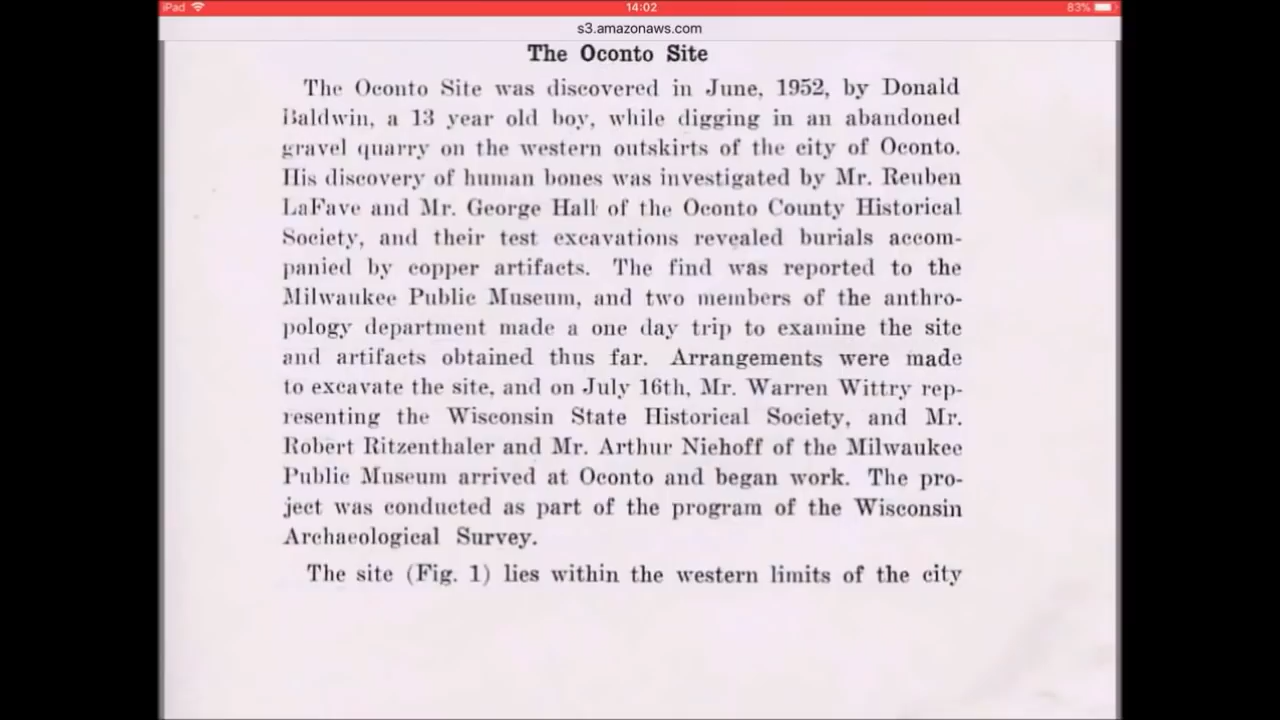 iPad 14:02 83%
s3.amazonaws.com
The Oconto Site
The Oconto Site was discovered in June, 1952, by Donald
Baldwin, a 13 year old boy, while digging in an abandoned
gravel quarry on the western outskirts of the city of Oconto.
His discovery of human bones was investigated by Mr. Reuben
LaFave and Mr. George Hall of the Oconto County Historical
Society, and their test excavations revealed burials accom-
panied by copper artifacts. The find was reported to the
Milwaukee Public Museum, and two members of the anthro-
pology department made a one day trip to examine the site
and artifacts obtained thus far. Arrangements were made
to excavate the site, and on July 16th, Mr. Warren Wittry rep-
resenting the Wisconsin State Historical Society, and Mr.
Robert Ritzenthaler and Mr. Arthur Niehoff of the Milwaukee
Public Museum arrived at Oconto and began work. The pro-
ject was conducted as part of the program of the Wisconsin
Archaeological Survey.
The site (Fig. 1) lies within the western limits of the city